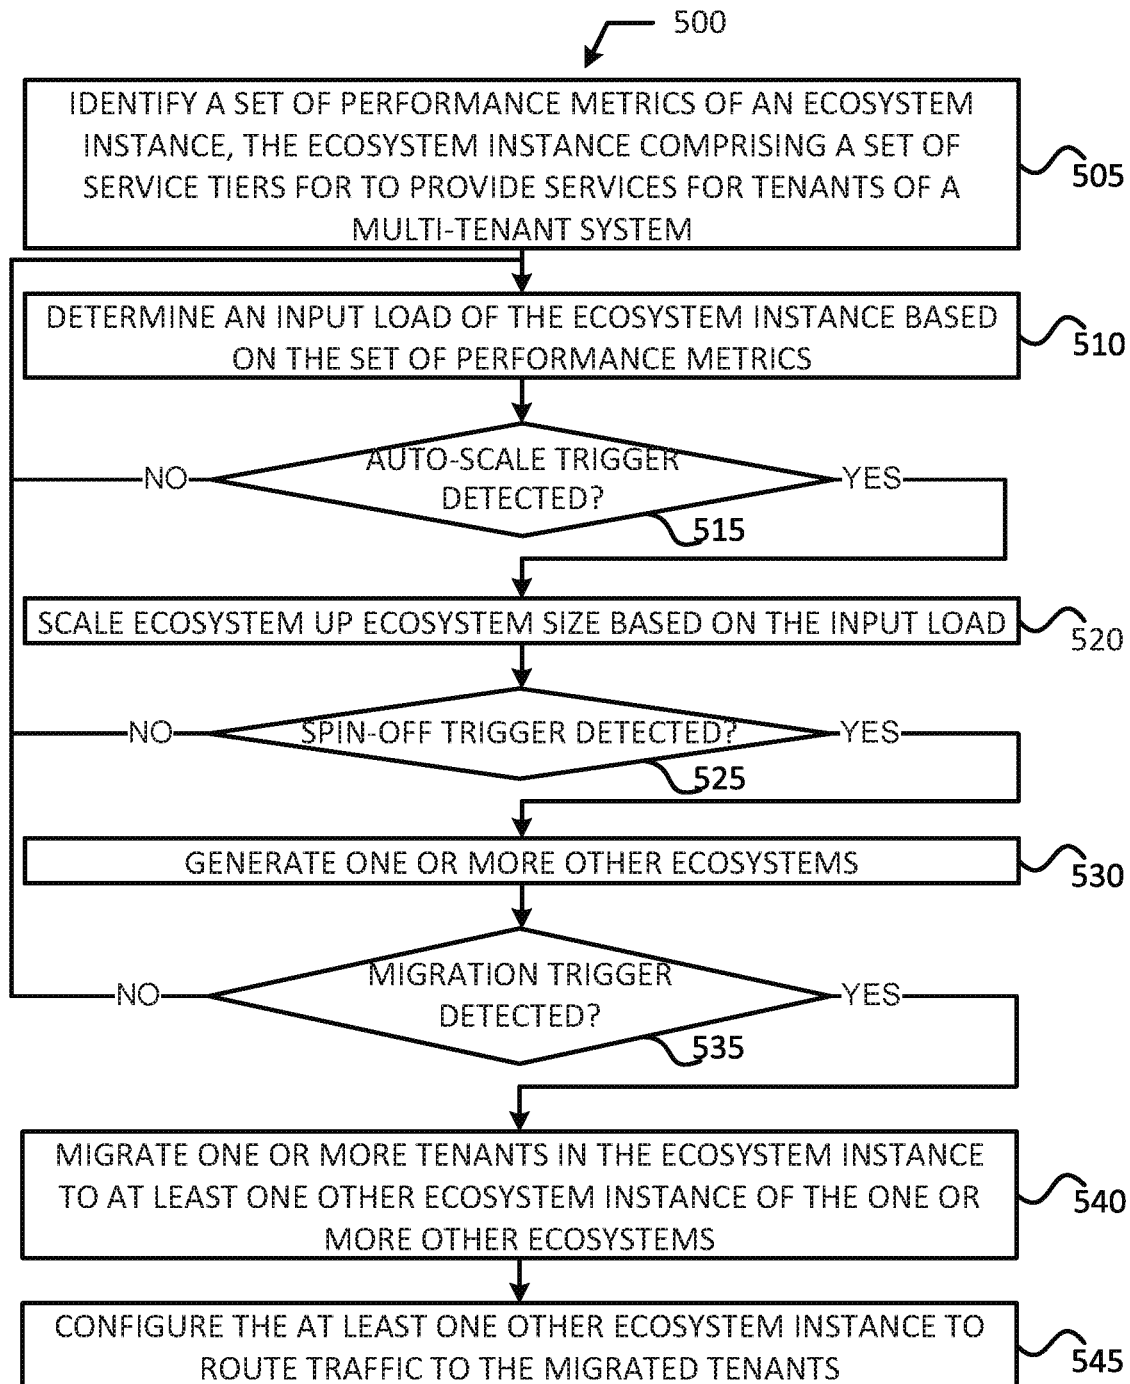 500
IDENTIFY A SET OF PERFORMANCE METRICS OF AN ECOSYSTEM
INSTANCE, THE ECOSYSTEM INSTANCE COMPRISING A SET OF
SERVICE TIERS FOR TO PROVIDE SERVICES FOR TENANTS OF A
MULTI-TENANT SYSTEM
505
DETERMINE AN INPUT LOAD OF THE ECOSYSTEM INSTANCE BASED
ON THE SET OF PERFORMANCE METRICS
510
AUTO-SCALE TRIGGER
DETECTED?
NO
YES
515
SCALE ECOSYSTEM UP ECOSYSTEM SIZE BASED ON THE INPUT LOAD
520
SPIN-OFF TRIGGER DETECTED?
NO
YES
525
GENERATE ONE OR MORE OTHER ECOSYSTEMS
530
MIGRATION TRIGGER
DETECTED?
NO
YES
535
MIGRATE ONE OR MORE TENANTS IN THE ECOSYSTEM INSTANCE
TO AT LEAST ONE OTHER ECOSYSTEM INSTANCE OF THE ONE OR
MORE OTHER ECOSYSTEMS
540
CONFIGURE THE AT LEAST ONE OTHER ECOSYSTEM INSTANCE TO
ROUTE TRAFFIC TO THE MIGRATED TENANTS
545